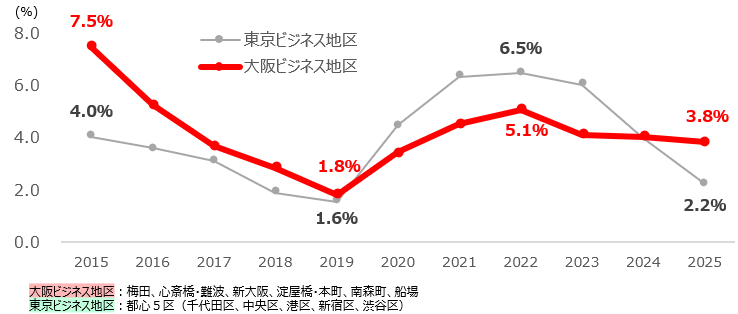 (%)
8.0
6.0
4.0
2.0
0.0
7.5%
4.0%
1.8%
1.6%
6.5%
5.1%
3.8%
2.2%
東京ビジネス地区
大阪ビジネス地区
2015 2016 2017 2018 2019 2020 2021 2022 2023 2024 2025
大阪ビジネス地区：梅田、心斎橋・難波、新大阪、淀屋橋・本町、南森町、船場
東京ビジネス地区：都心５区（千代田区、中央区、港区、新宿区、渋谷区）